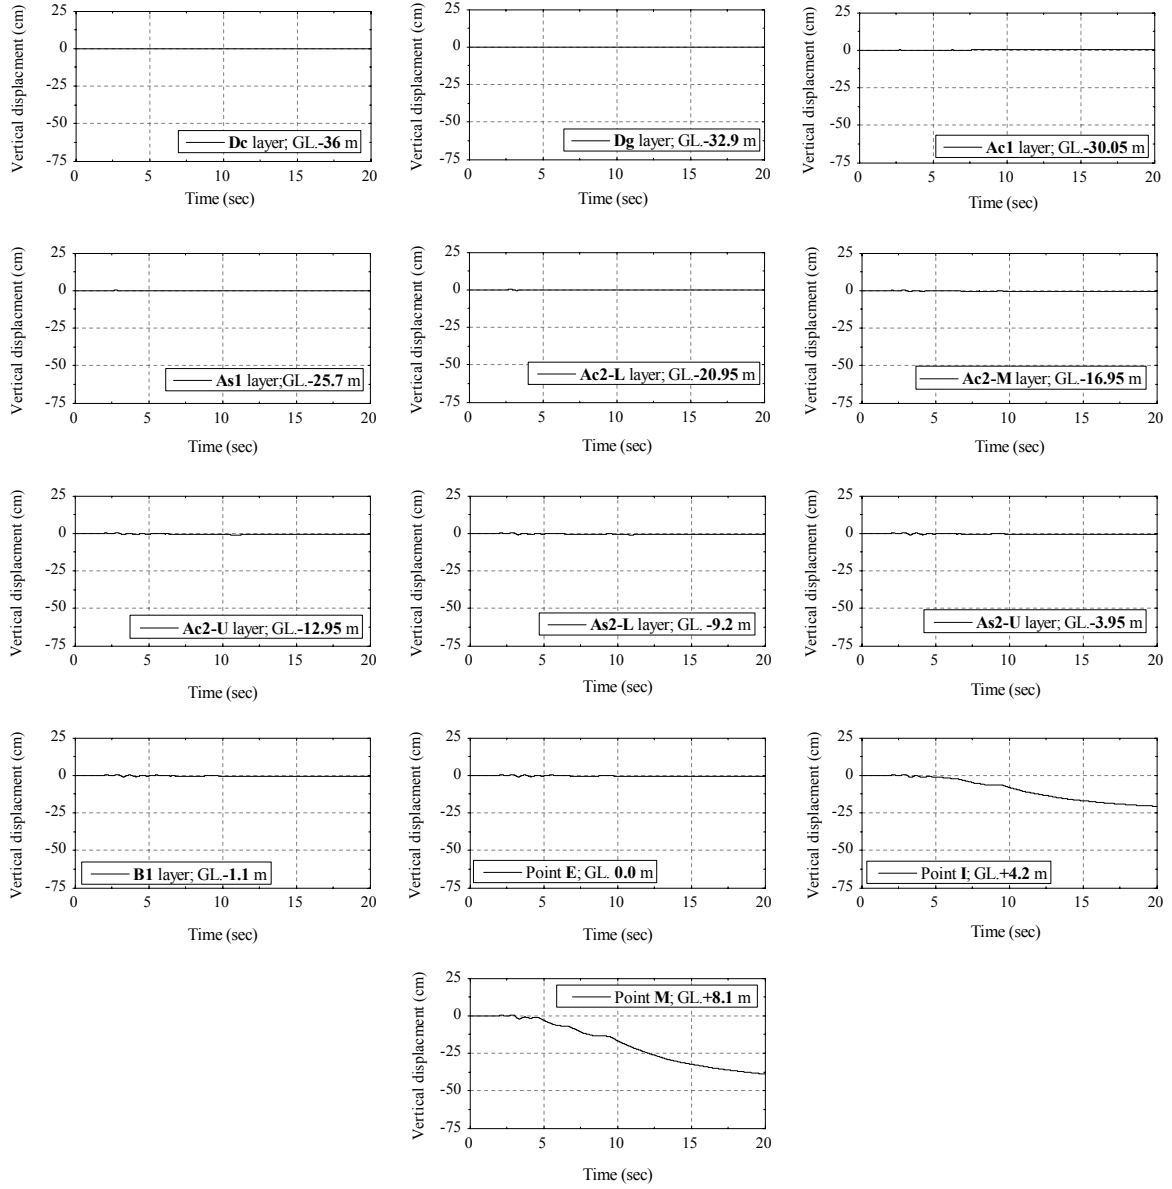 Vertical displacment (cm)
25
0
-25
-50
-75
Dc layer; GL.-36 m
0 5 10 15 20
Time (sec)
Vertical displacment (cm)
25
0
-25
-50
-75
Dg layer; GL.-32.9 m
0 5 10 15 20
Time (sec)
Vertical displacment (cm)
25
0
-25
-50
-75
Ac1 layer; GL.-30.05 m
0 5 10 15 20
Time (sec)
Vertical displacment (cm)
25
0
-25
-50
-75
As1 layer;GL.-25.7 m
0 5 10 15 20
Time (sec)
Vertical displacment (cm)
25
0
-25
-50
-75
Ac2-L layer; GL.-20.95 m
0 5 10 15 20
Time (sec)
Vertical displacment (cm)
25
0
-25
-50
-75
Ac2-M layer; GL.-16.95 m
0 5 10 15 20
Time (sec)
Vertical displacment (cm)
25
0
-25
-50
-75
Ac2-U layer; GL.-12.95 m
0 5 10 15 20
Time (sec)
Vertical displacment (cm)
25
0
-25
-50
-75
As2-L layer; GL. -9.2 m
0 5 10 15 20
Time (sec)
Vertical displacment (cm)
25
0
-25
-50
-75
As2-U layer; GL.-3.95 m
0 5 10 15 20
Time (sec)
Vertical displacment (cm)
25
0
-25
-50
-75
B1 layer; GL.-1.1 m
0 5 10 15 20
Time (sec)
Vertical displacment (cm)
25
0
-25
-50
-75
Point E; GL. 0.0 m
0 5 10 15 20
Time (sec)
Vertical displacment (cm)
25
0
-25
-50
-75
Point I; GL.+4.2 m
0 5 10 15 20
Time (sec)
Vertical displacment (cm)
25
0
-25
-50
-75
Point M; GL.+8.1 m
0 5 10 15 20
Time (sec)